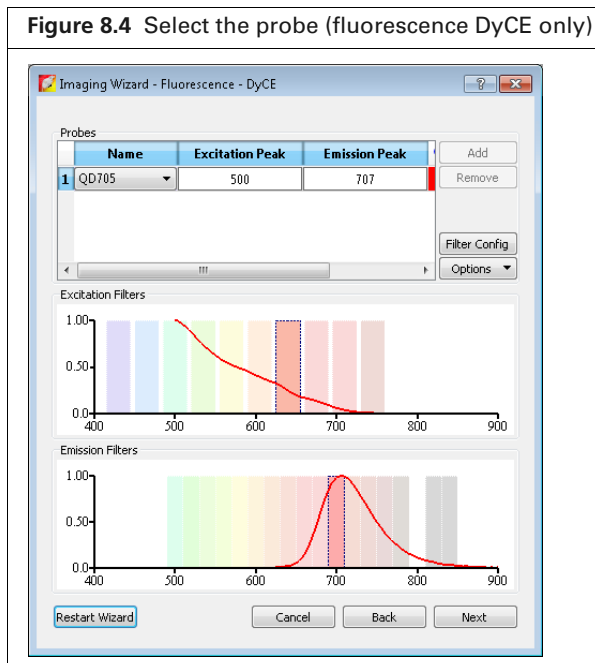 Figure 8.4 Select the probe (fluorescence DyCE only)
Imaging Wizard - Fluorescence - DyCE
Probes
Name Excitation Peak Emission Peak
Add
1 QD705 500 707
Remove
Filter Config
Options
Excitation Filters
1.00
0.50
0.0
400 500 600 700 800 900
Emission Filters
1.00
0.50
0.0
400 500 600 700 800 900
Restart Wizard Cancel Back Next